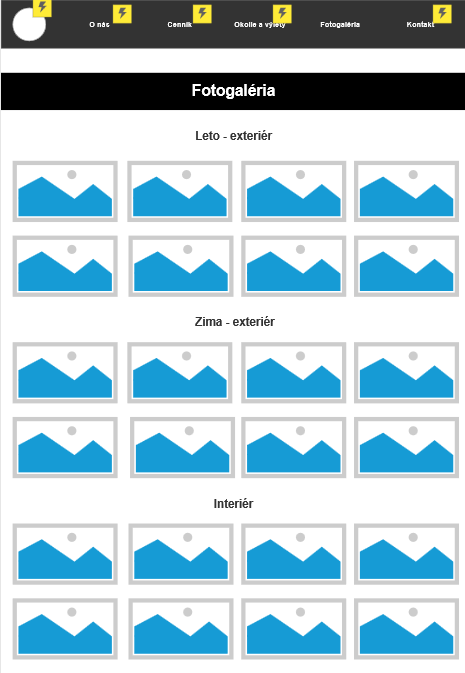 O nás
Cenník
Okolie a výlety
Fotogaléria
Kontakt
Fotogaléria
Leto - exteriér
Zima - exteriér
Interiér